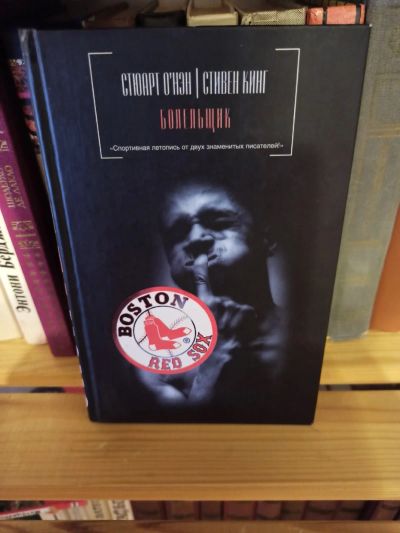 СТЮАРТ О'НЭН | СТИВЕН КИНГ
БОЛЕЛЬЩИК
«Спортивная летопись от двух знаменитых писателей!»
BOSTON
RED SOX
®